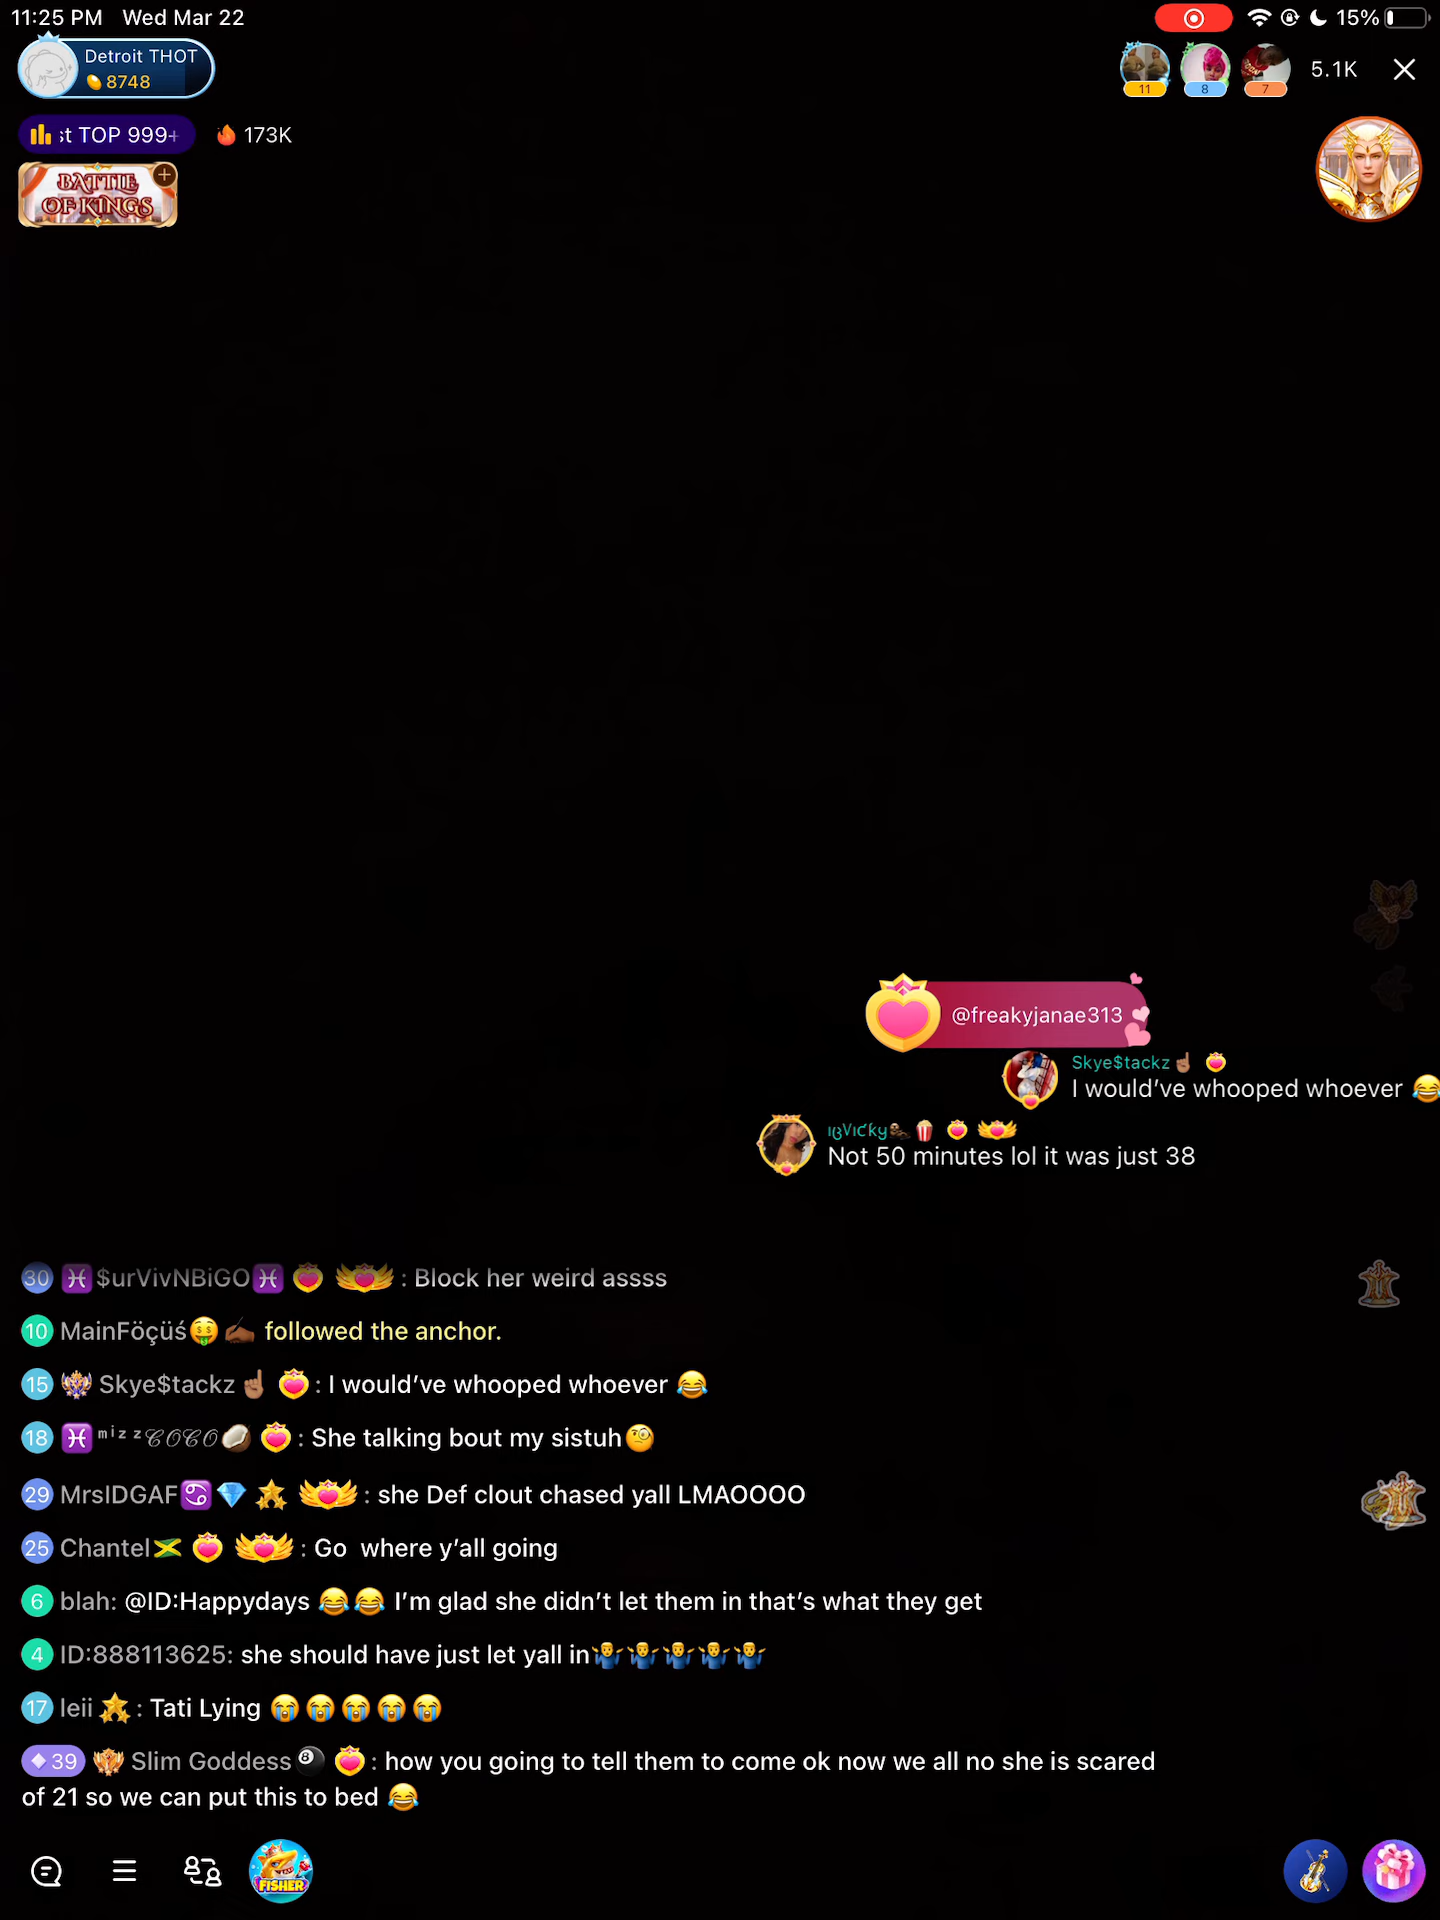 11:25 PM Wed Mar 22
15%
Detroit THOT
8748
11
8
7
5.1K
st TOP 999+
173K
BATTLE
OF KINGS
@freakyjanae313
Skye$tackz☝🏽
I would’ve whooped whoever 😂
Not 50 minutes lol it was just 38
30 ♓$urVivNBiGO♓ : Block her weird assss
10 MainFöçüś🤑✍🏾 followed the anchor.
15 Skye$tackz☝🏽 : I would’ve whooped whoever 😂
18 ♓ᵐⁱᶻ ᶻ𝒞𝒪𝒞𝒪🥥 : She talking bout my sistuh🧐
29 MrsIDGAF♋💎 : she Def clout chased yall LMAOOOO
25 Chantel🇯🇲 : Go  where y’all going
6 blah: @ID:Happydays 😂😂 I’m glad she didn’t let them in that’s what they get
4 ID:888113625: she should have just let yall in🤷‍♂️🤷‍♂️🤷‍♂️🤷‍♂️🤷‍♂️
17 leii : Tati Lying 😭😭😭😭😭
39 Slim Goddess🎱 : how you going to tell them to come ok now we all no she is scared
of 21 so we can put this to bed 😂
FISHER